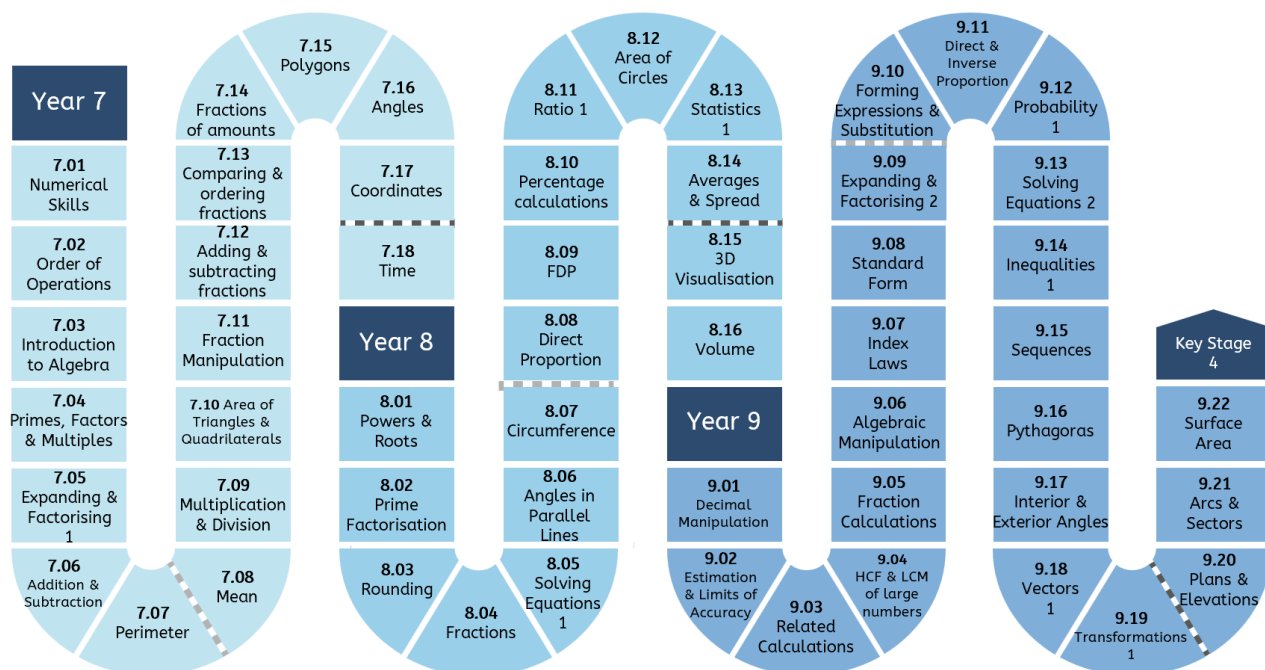 Year 7
7.01
Numerical
Skills
7.02
Order of
Operations
7.03
Introduction
to Algebra
7.04
Primes, Factors
& Multiples
7.05
Expanding &
Factorising
1
7.06
Addition &
Subtraction
7.07
Perimeter
7.08
Mean
7.09
Multiplication
& Division
7.10 Area of
Triangles &
Quadrilaterals
7.11
Fraction
Manipulation
7.12
Adding &
subtracting
fractions
7.13
Comparing &
ordering
fractions
7.14
Fractions
of amounts
7.15
Polygons
7.16
Angles
7.17
Coordinates
7.18
Time
Year 8
8.01
Powers &
Roots
8.02
Prime
Factorisation
8.03
Rounding
8.04
Fractions
8.05
Solving
Equations
1
8.06
Angles in
Parallel
Lines
8.07
Circumference
8.08
Direct
Proportion
8.09
FDP
8.10
Percentage
calculations
8.11
Ratio 1
8.12
Area of
Circles
8.13
Statistics
1
8.14
Averages
& Spread
8.15
3D
Visualisation
8.16
Volume
Year 9
9.01
Decimal
Manipulation
9.02
Estimation
& Limits of
Accuracy
9.03
Related
Calculations
9.04
HCF & LCM
of large
numbers
9.05
Fraction
Calculations
9.06
Algebraic
Manipulation
9.07
Index
Laws
9.08
Standard
Form
9.09
Expanding &
Factorising 2
9.10
Forming
Expressions &
Substitution
9.11
Direct &
Inverse
Proportion
9.12
Probability
1
9.13
Solving
Equations 2
9.14
Inequalities
1
9.15
Sequences
9.16
Pythagoras
9.17
Interior &
Exterior Angles
9.18
Vectors
1
9.19
Transformations
1
9.20
Plans &
Elevations
9.21
Arcs &
Sectors
9.22
Surface
Area
Key Stage
4